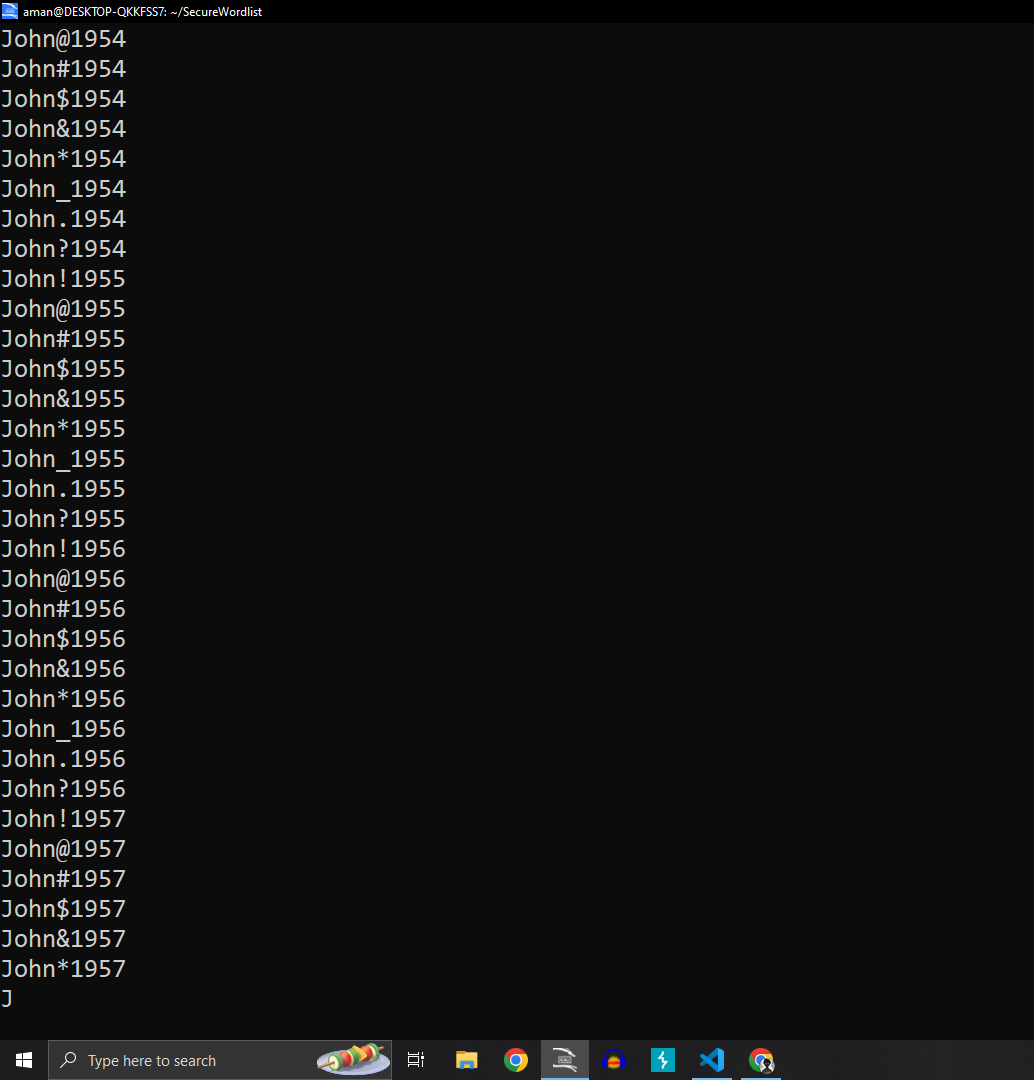 aman@DESKTOP-QKKFSS7: ~/SecureWordlist
John@1954
John#1954
John$1954
John&1954
John*1954
John_1954
John.1954
John?1954
John!1955
John@1955
John#1955
John$1955
John&1955
John*1955
John_1955
John.1955
John?1955
John!1956
John@1956
John#1956
John$1956
John&1956
John*1956
John_1956
John.1956
John?1956
John!1957
John@1957
John#1957
John$1957
John&1957
John*1957
J
Type here to search